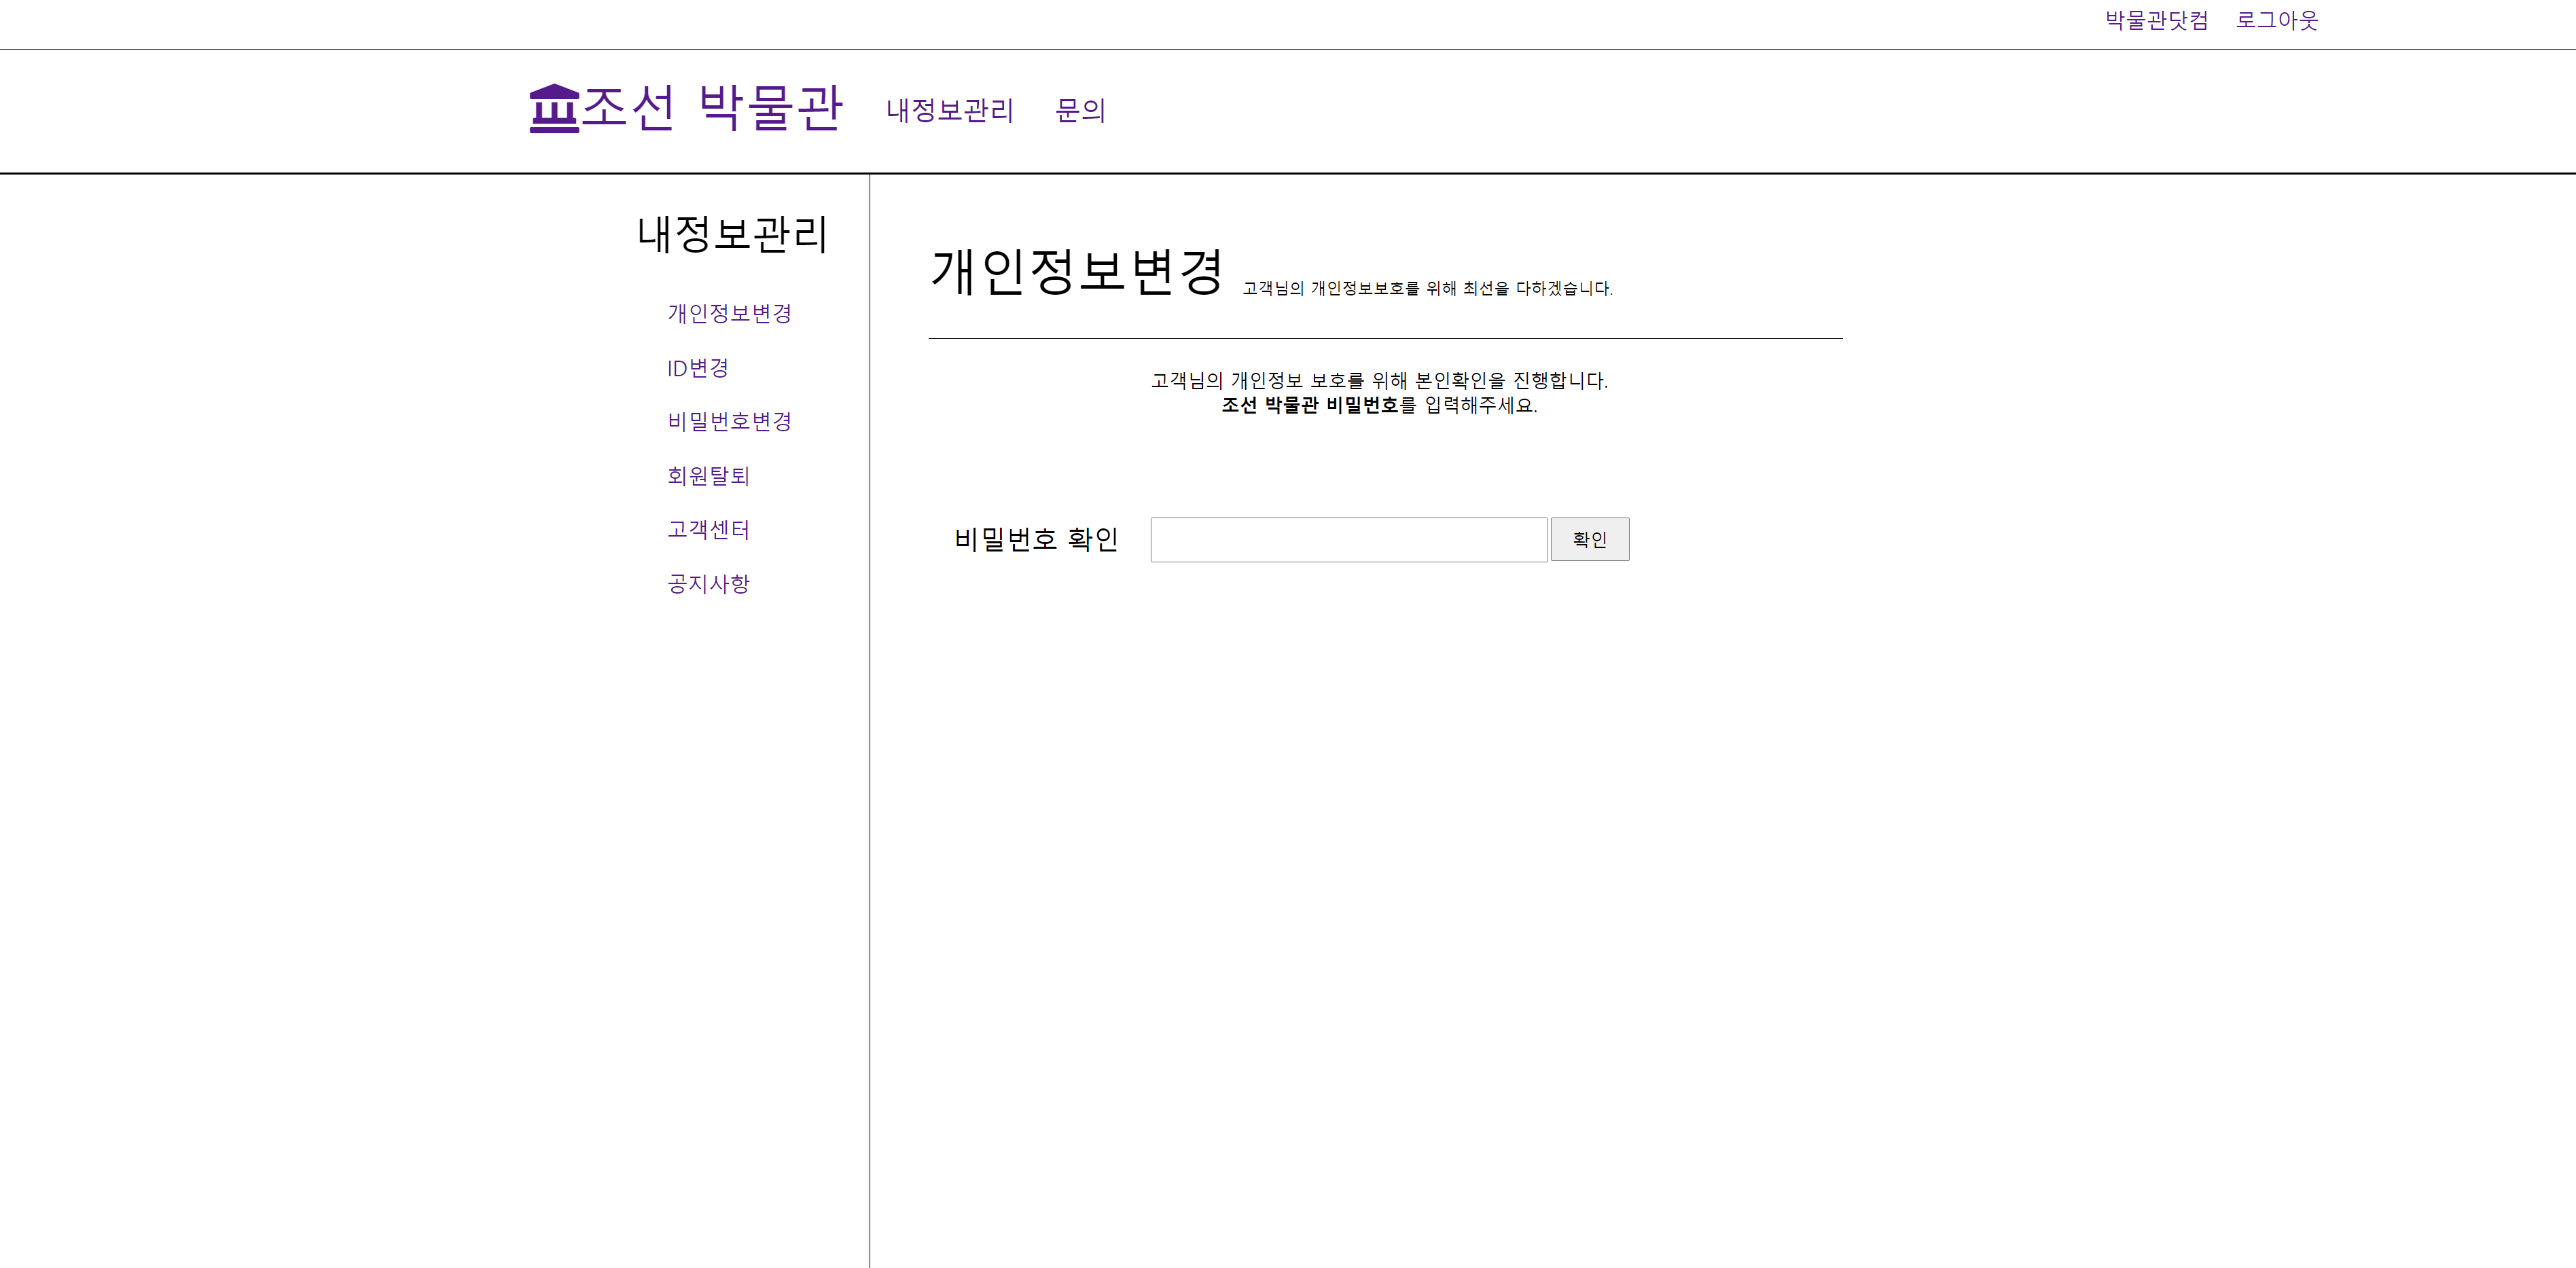 박물관닷컴 로그아웃
조선 박물관 내정보관리 문의
내정보관리
개인정보변경
ID변경
비밀번호변경
회원탈퇴
고객센터
공지사항
개인정보변경 고객님의 개인정보보호를 위해 최선을 다하겠습니다.
고객님의 개인정보 보호를 위해 본인확인을 진행합니다.
조선 박물관 비밀번호를 입력해주세요.
비밀번호 확인 확인